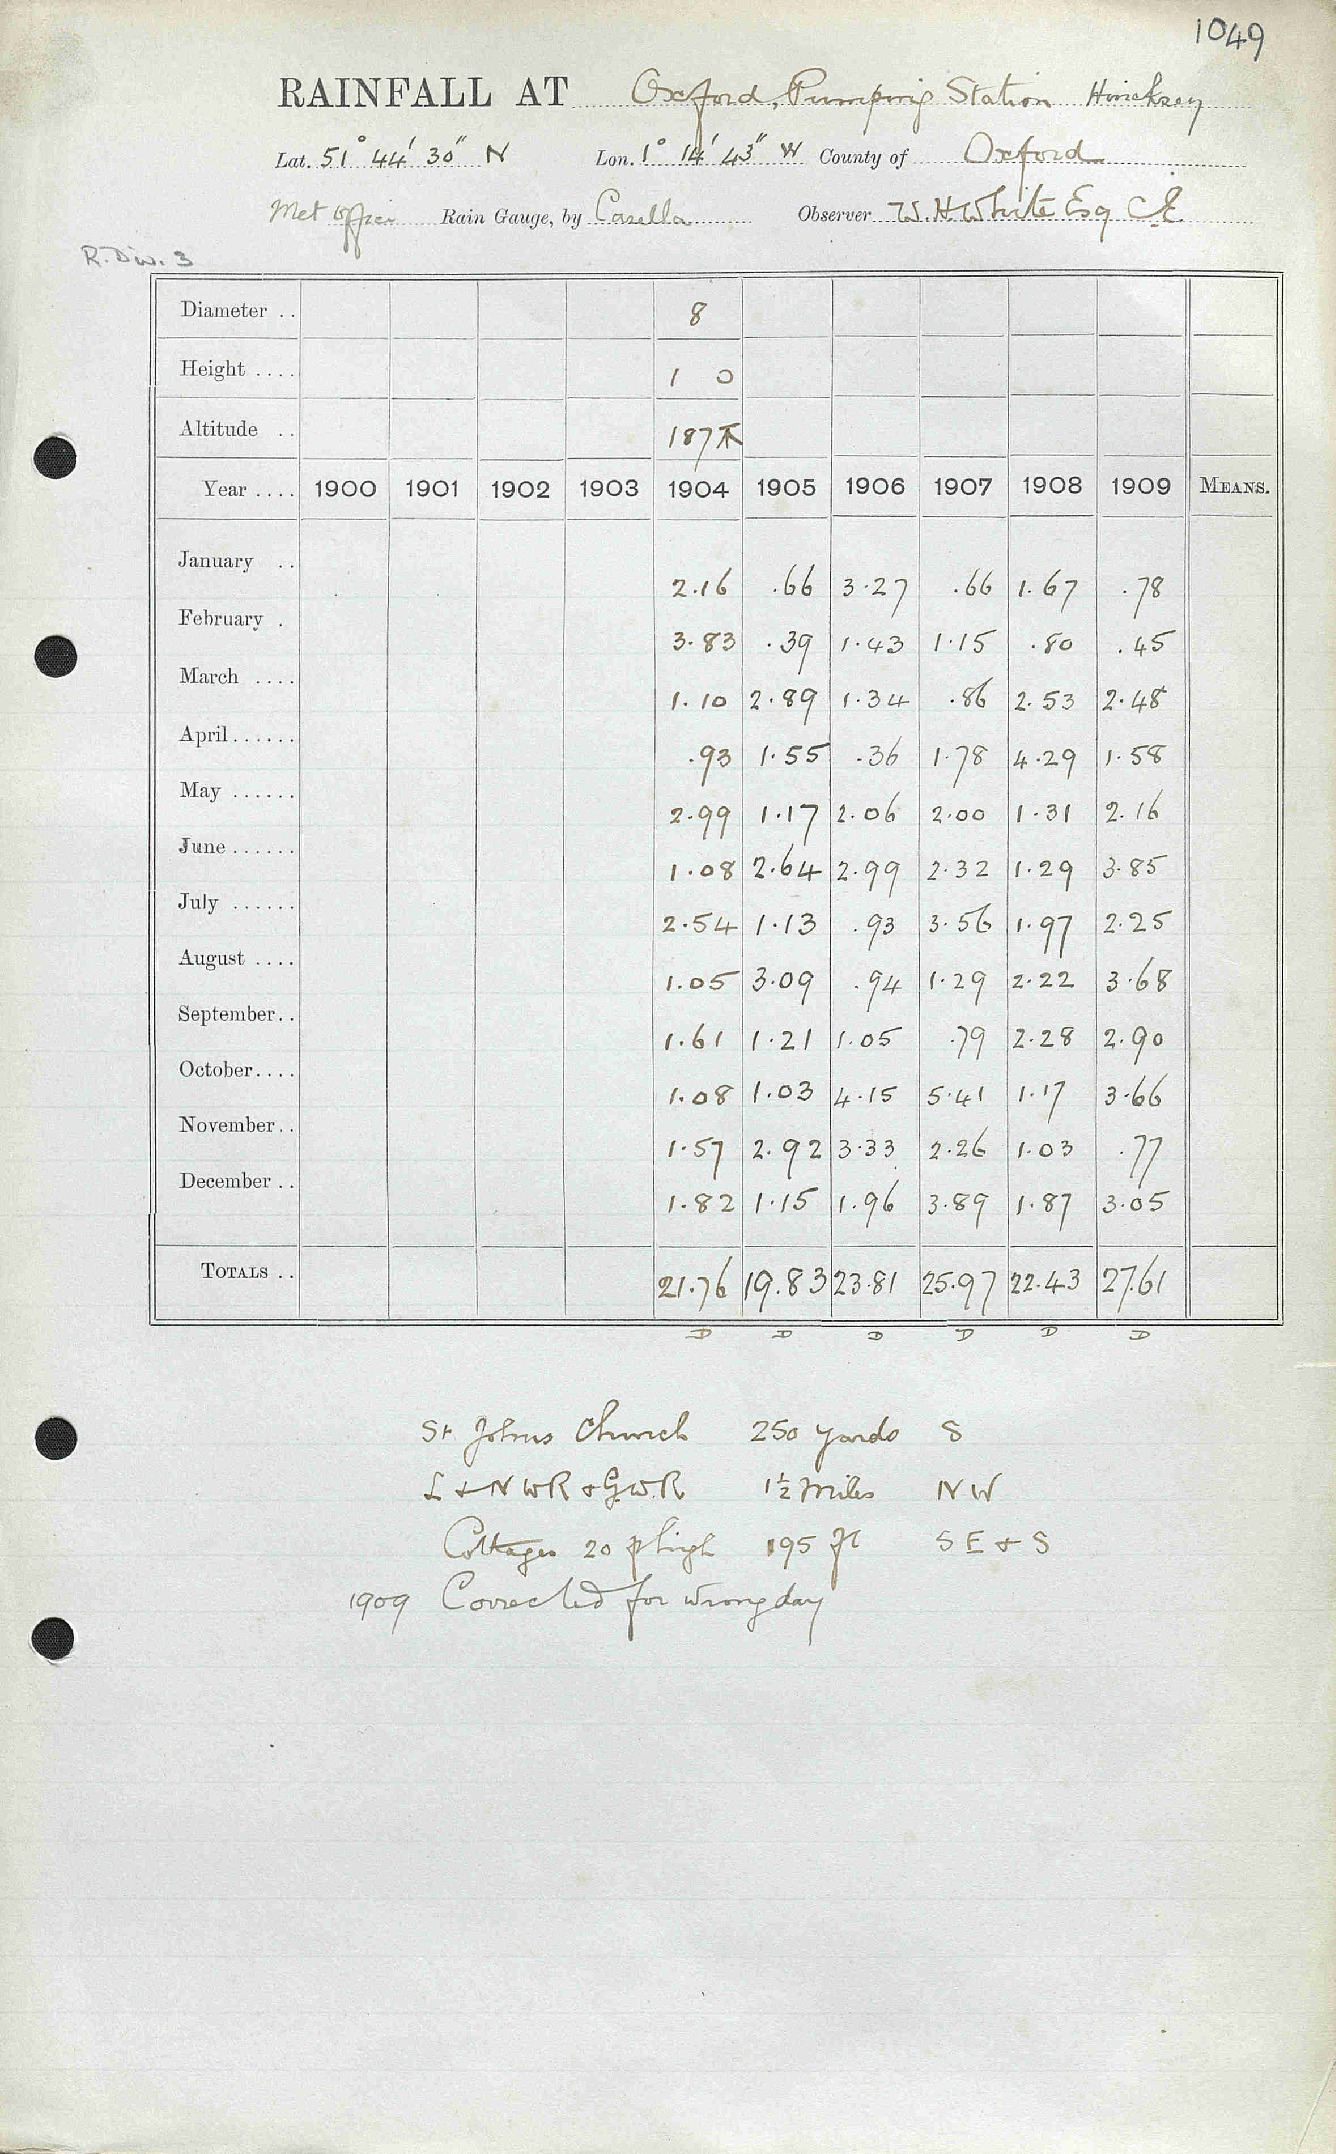 1049
RAINFALL AT Oxford, Pumping Station Hinksey
Lat. 51° 44' 30" N Lon. 1° 14' 43" W County of Oxford
Met Office Rain Gauge, by Casella Observer W. H White Esq C.E
R. Div. 3
Diameter .. 8
Height .... 1 0
Altitude .. 187
Year .... 1900 1901 1902 1903 1904 1905 1906 1907 1908 1909 MEANS.
January .. 2.16 .66 3.27 .66 1.67 .78
February . 3.83 .39 1.43 1.15 .80 .45
March .... 1.10 2.89 1.34 .86 2.53 2.48
April...... .93 1.55 .36 1.78 4.29 1.58
May ...... 2.99 1.17 2.06 2.00 1.31 2.16
June...... 1.08 2.64 2.99 2.32 1.29 3.85
July ...... 2.54 1.13 .93 3.56 1.97 2.25
August .... 1.05 3.09 .94 1.29 2.22 3.68
September.. 1.61 1.21 1.05 .79 2.28 2.90
October.... 1.08 1.03 4.15 5.41 1.17 3.66
November.. 1.57 2.92 3.33 2.26 1.03 .77
December .. 1.82 1.15 1.96 3.89 1.87 3.05
TOTALS .. 21.76 19.83 23.81 25.97 22.43 27.61
D D D D D D
St Johns Church 250 yards S
L & N W R & G.W.R 1½ Miles N W
Cottages 20 ft high 195 ft S E & S
1909 Corrected for wrong day